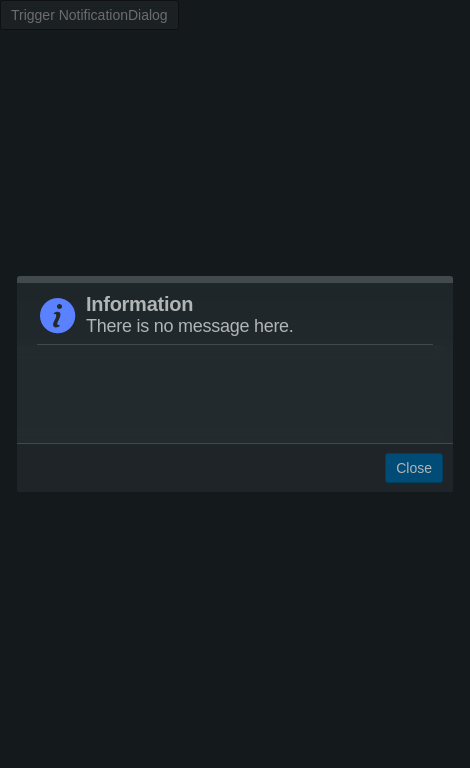 Trigger NotificationDialog
Information
There is no message here.
Close